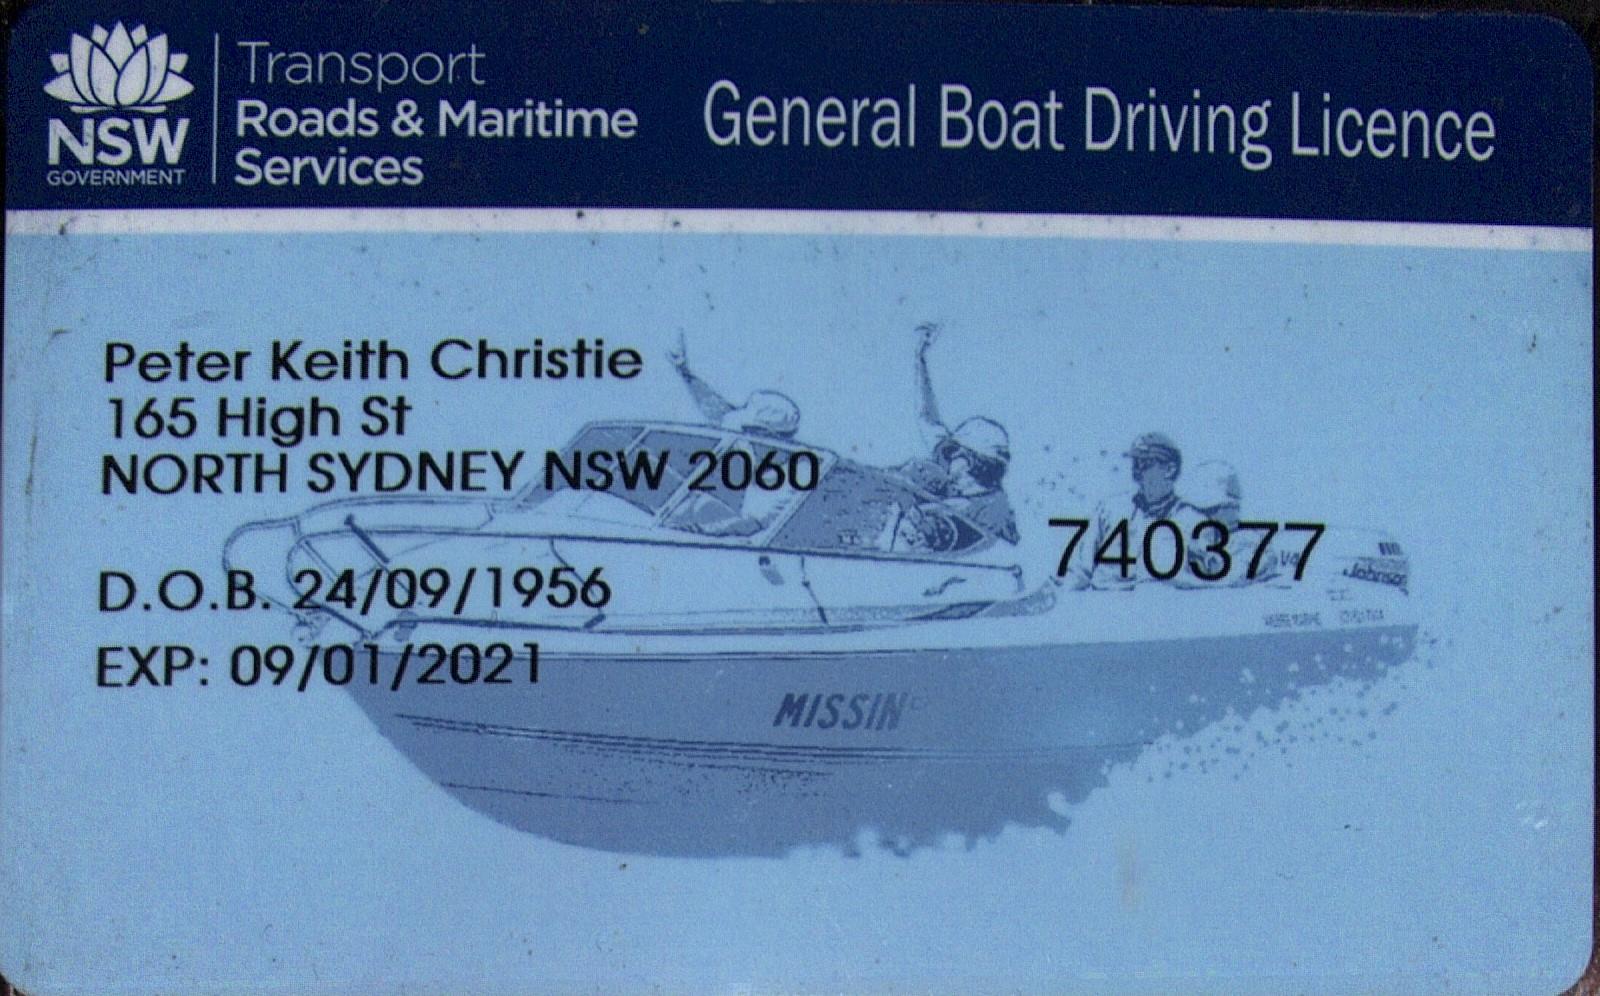 Transport
Roads & Maritime
Services
NSW
GOVERNMENT
General Boat Driving Licence
Peter Keith Christie
165 High St
NORTH SYDNEY NSW 2060
740377
D.O.B. 24/09/1956
EXP: 09/01/2021
Johnson
MISSIN